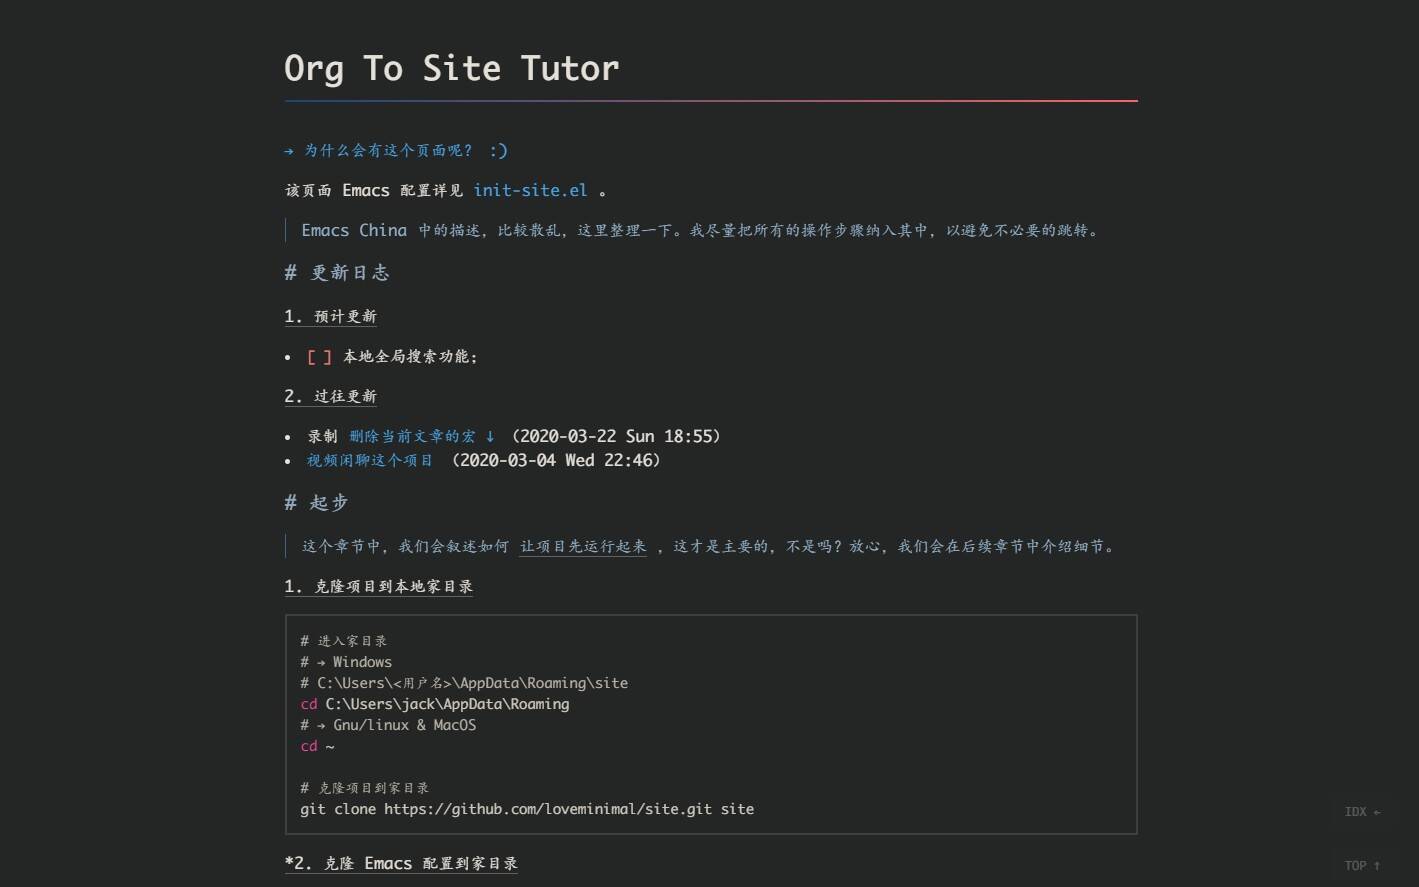 Org To Site Tutor
→ 为什么会有这个页面呢？ :)
该页面 Emacs 配置详见 init-site.el 。
Emacs China 中的描述，比较散乱，这里整理一下。我尽量把所有的操作步骤纳入其中，以避免不必要的跳转。
# 更新日志
1. 预计更新
• [ ] 本地全局搜索功能；
2. 过往更新
• 录制 删除当前文章的宏 ↓ （2020-03-22 Sun 18:55）
• 视频闲聊这个项目 （2020-03-04 Wed 22:46）
# 起步
这个章节中，我们会叙述如何 让项目先运行起来 ，这才是主要的，不是吗？放心，我们会在后续章节中介绍细节。
1. 克隆项目到本地家目录
# 进入家目录
# → Windows
# C:\Users\<用户名>\AppData\Roaming\site
cd C:\Users\jack\AppData\Roaming
# → Gnu/linux & MacOS
cd ~
# 克隆项目到家目录
git clone https://github.com/loveminimal/site.git site
*2. 克隆 Emacs 配置到家目录
IDX ←
TOP ↑